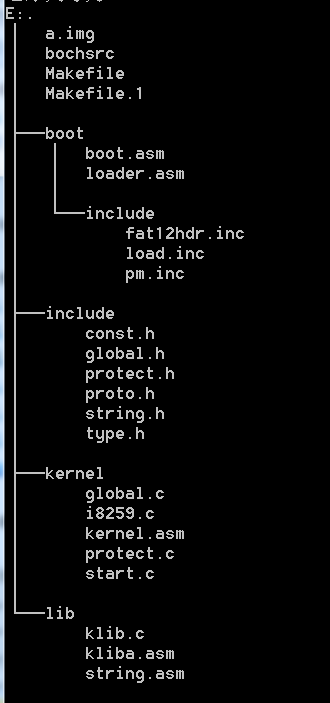 E:.
a.img
bochsrc
Makefile
Makefile.1
boot
boot.asm
loader.asm
include
fat12hdr.inc
load.inc
pm.inc
include
const.h
global.h
protect.h
proto.h
string.h
type.h
kernel
global.c
i8259.c
kernel.asm
protect.c
start.c
lib
klib.c
kliba.asm
string.asm